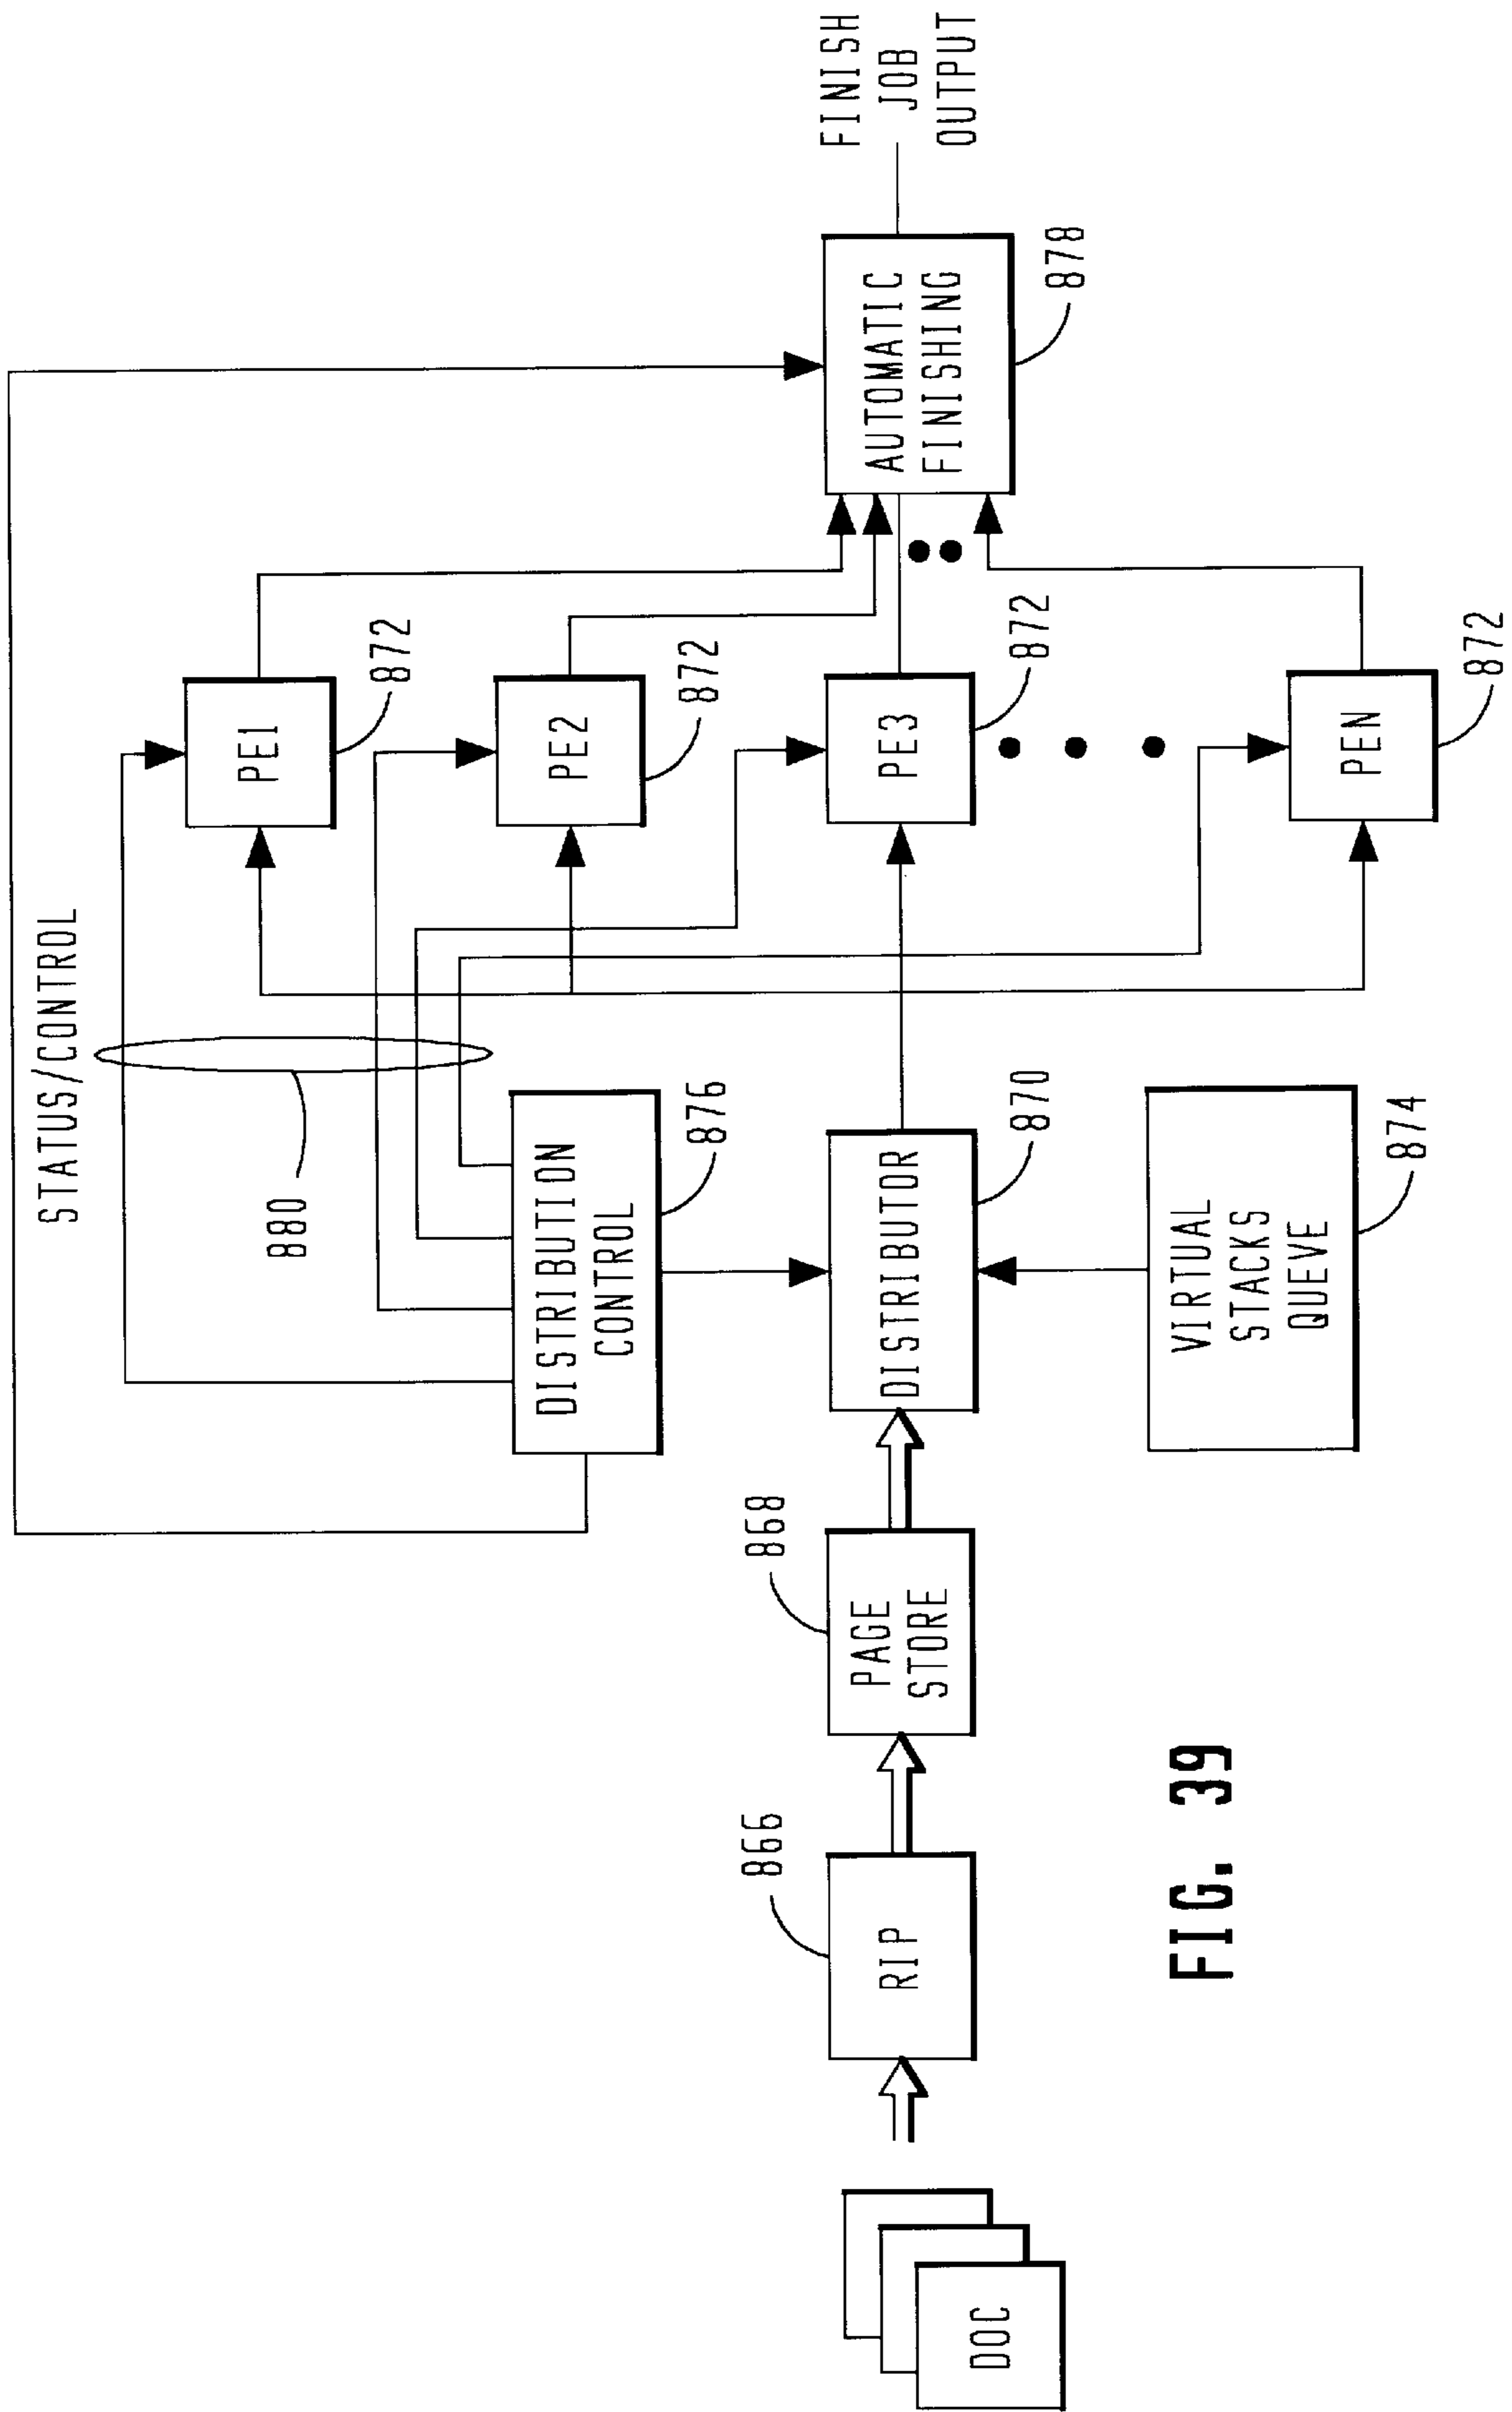 STATUS/CONTROL
880
PE1
872
PE2
872
DISTRIBUTION
CONTROL
876
FINISH
JOB
OUTPUT
DOC
RIP
866
PAGE
STORE
868
DISTRIBUTOR
870
PE3
872
AUTOMATIC
FINISHING
878
VIRTUAL
STACKS
QUEVE
874
PEN
872
FIG. 39